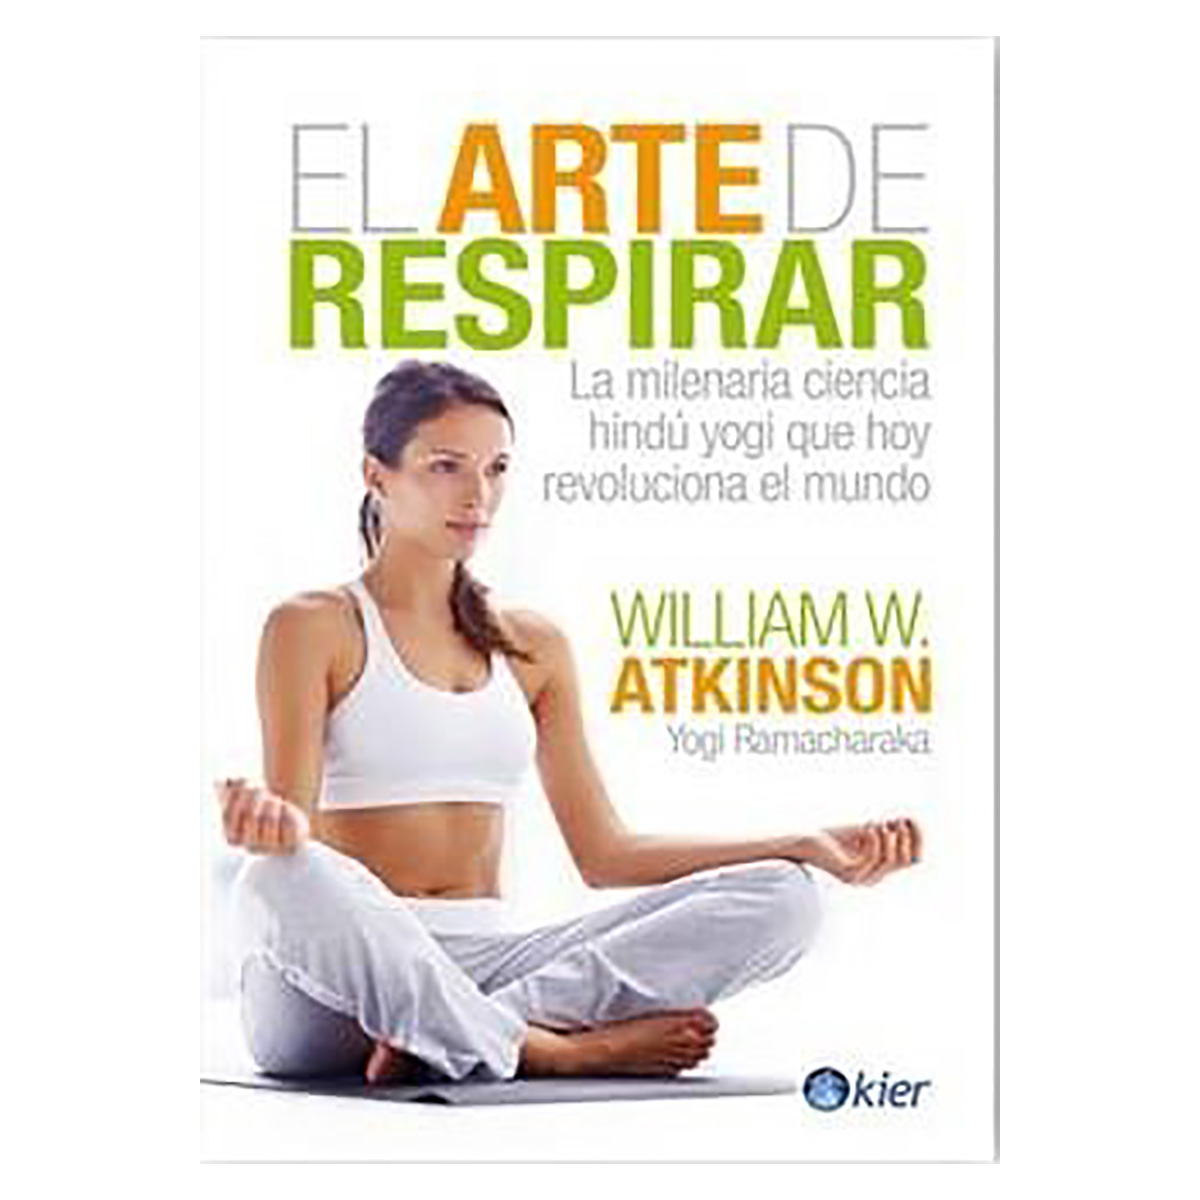 EL ARTE DE
RESPIRAR
La milenaria ciencia
hindú yogi que hoy
revoluciona el mundo
WILLIAM W.
ATKINSON
Yogi Ramacharaka
kier